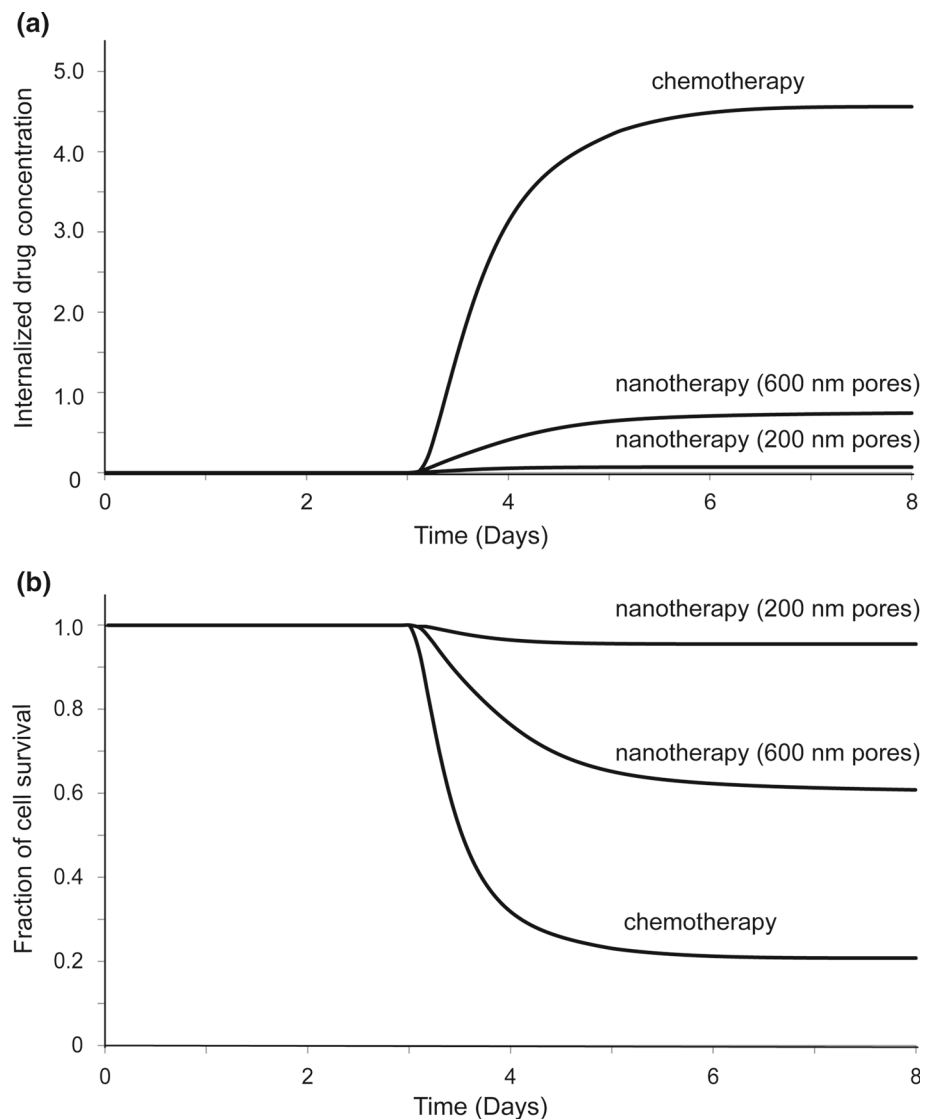 (a)
Internalized drug concentration
5.0
4.0
3.0
2.0
1.0
0
chemotherapy
nanotherapy (600 nm pores)
nanotherapy (200 nm pores)
0 2 4 6 8
Time (Days)
(b)
Fraction of cell survival
1.0
0.8
0.6
0.4
0.2
0
nanotherapy (200 nm pores)
nanotherapy (600 nm pores)
chemotherapy
0 2 4 6 8
Time (Days)